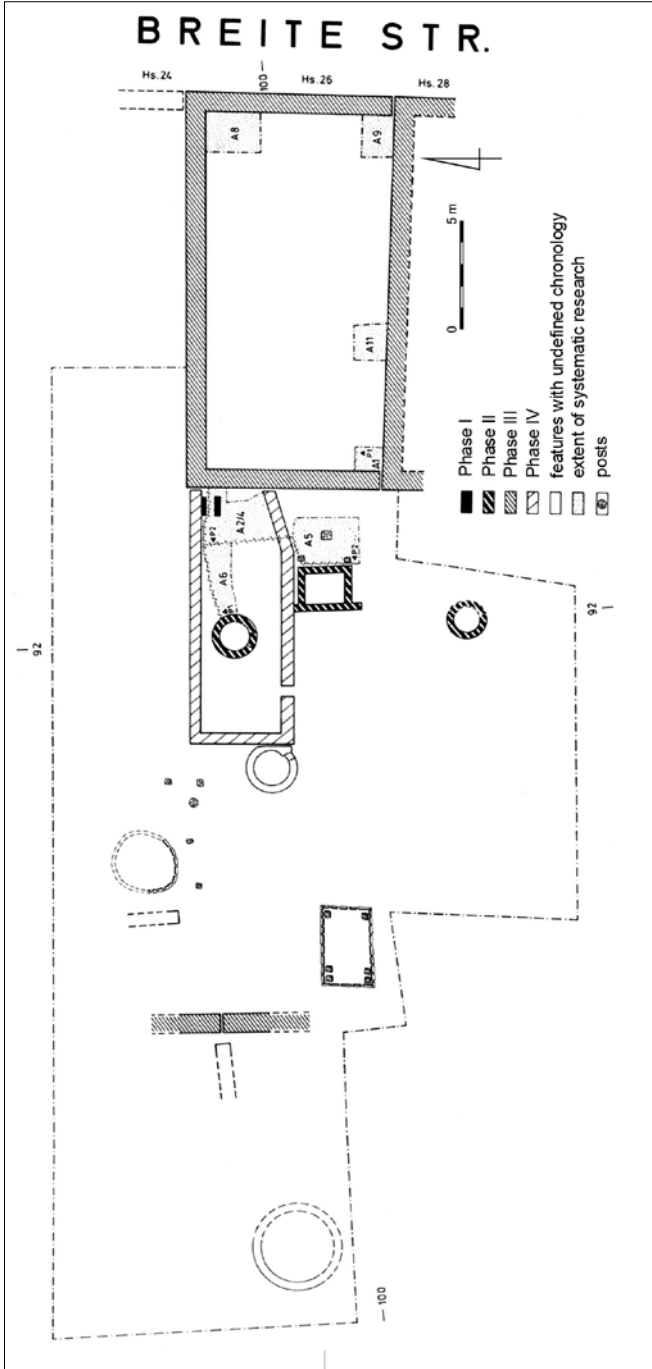 BREITE STR.
Hs. 24
100
Hs. 26
Hs. 28
A8
A9
5 m
0
A11
P1
A1
A2/4
P2
A6
P1
A5
P2
Phase I
Phase II
Phase III
Phase IV
features with undefined chronology
extent of systematic research
posts
92
92
100